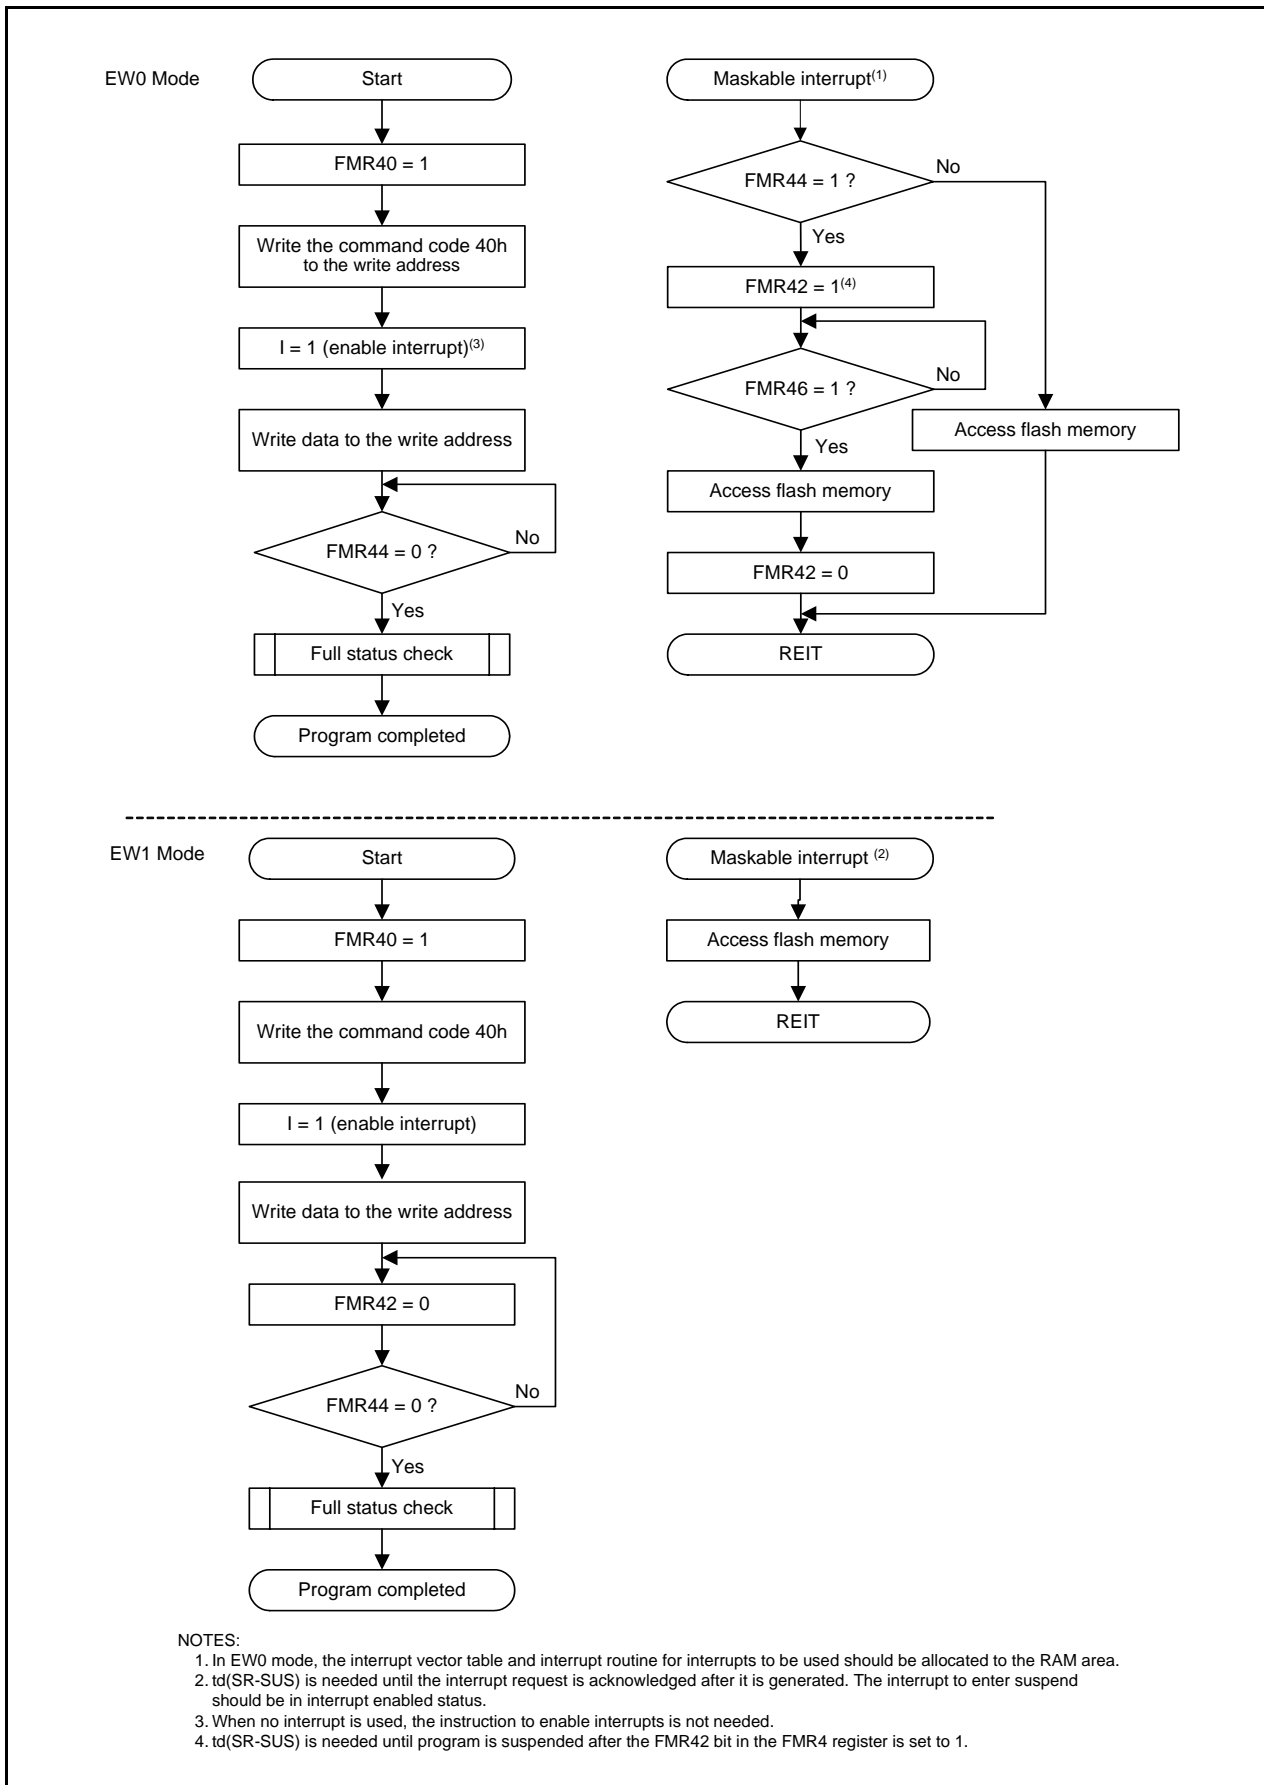 EW0 Mode
Start
FMR40 = 1
Write the command code 40h
to the write address
I = 1 (enable interrupt)(3)
Write data to the write address
FMR44 = 0 ?
No
Yes
Full status check
Program completed
Maskable interrupt(1)
FMR44 = 1 ?
No
Yes
FMR42 = 1(4)
FMR46 = 1 ?
No
Yes
Access flash memory
Access flash memory
FMR42 = 0
REIT
EW1 Mode
Start
FMR40 = 1
Write the command code 40h
I = 1 (enable interrupt)
Write data to the write address
FMR42 = 0
FMR44 = 0 ?
No
Yes
Full status check
Program completed
Maskable interrupt (2)
Access flash memory
REIT
NOTES:
1. In EW0 mode, the interrupt vector table and interrupt routine for interrupts to be used should be allocated to the RAM area.
2. td(SR-SUS) is needed until the interrupt request is acknowledged after it is generated. The interrupt to enter suspend
should be in interrupt enabled status.
3. When no interrupt is used, the instruction to enable interrupts is not needed.
4. td(SR-SUS) is needed until program is suspended after the FMR42 bit in the FMR4 register is set to 1.